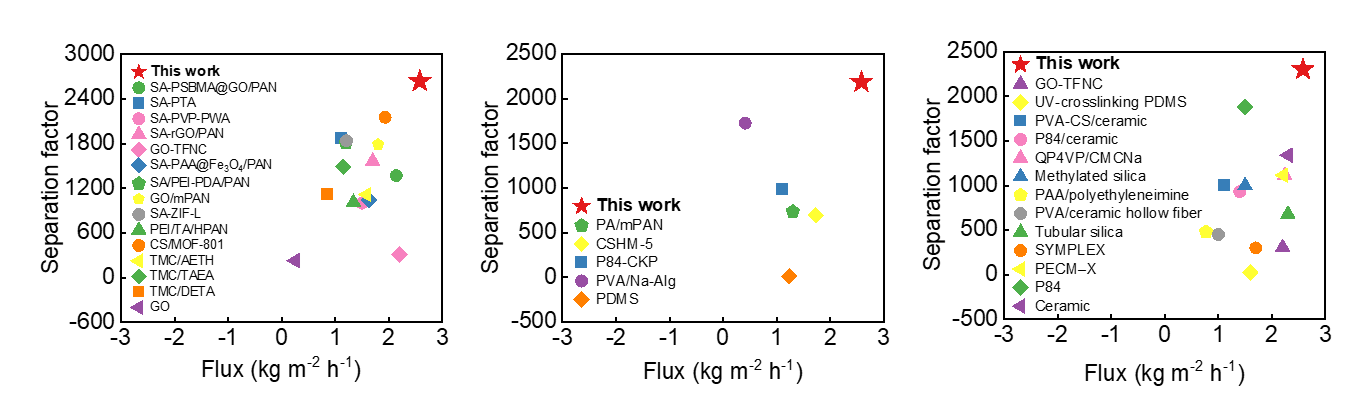 3000
2400
1800
1200
600
0
-600
Separation factor
This work
SA-PSBMA@GO/PAN
SA-PTA
SA-PVP-PWA
SA-rGO/PAN
GO-TFNC
SA-PAA@Fe3O4/PAN
SA/PEI-PDA/PAN
GO/mPAN
SA-ZIF-L
PEI/TA/HPAN
CS/MOF-801
TMC/AETH
TMC/TAEA
TMC/DETA
GO
-3 -2 -1 0 1 2 3
Flux (kg m-2 h-1)
2500
2000
1500
1000
500
0
-500
Separation factor
This work
PA/mPAN
CSHM-5
P84-CKP
PVA/Na-Alg
PDMS
-3 -2 -1 0 1 2 3
Flux (kg m-2 h-1)
2500
2000
1500
1000
500
0
-500
Separation factor
This work
GO-TFNC
UV-crosslinking PDMS
PVA-CS/ceramic
P84/ceramic
QP4VP/CMCNa
Methylated silica
PAA/polyethyleneimine
PVA/ceramic hollow fiber
Tubular silica
SYMPLEX
PECM–X
P84
Ceramic
-3 -2 -1 0 1 2 3
Flux (kg m-2 h-1)